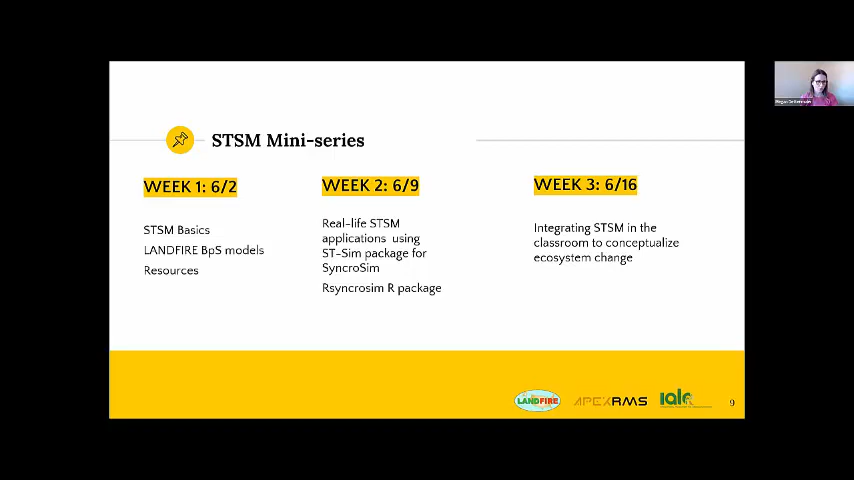 STSM Mini-series
WEEK 1: 6/2
STSM Basics
LANDFIRE BpS models
Resources
WEEK 2: 6/9
Real-life STSM
applications using
ST-Sim package for
SyncroSim
Rsyncrosim R package
WEEK 3: 6/16
Integrating STSM in the
classroom to conceptualize
ecosystem change
LANDFIRE
APEXRMS
iale
9